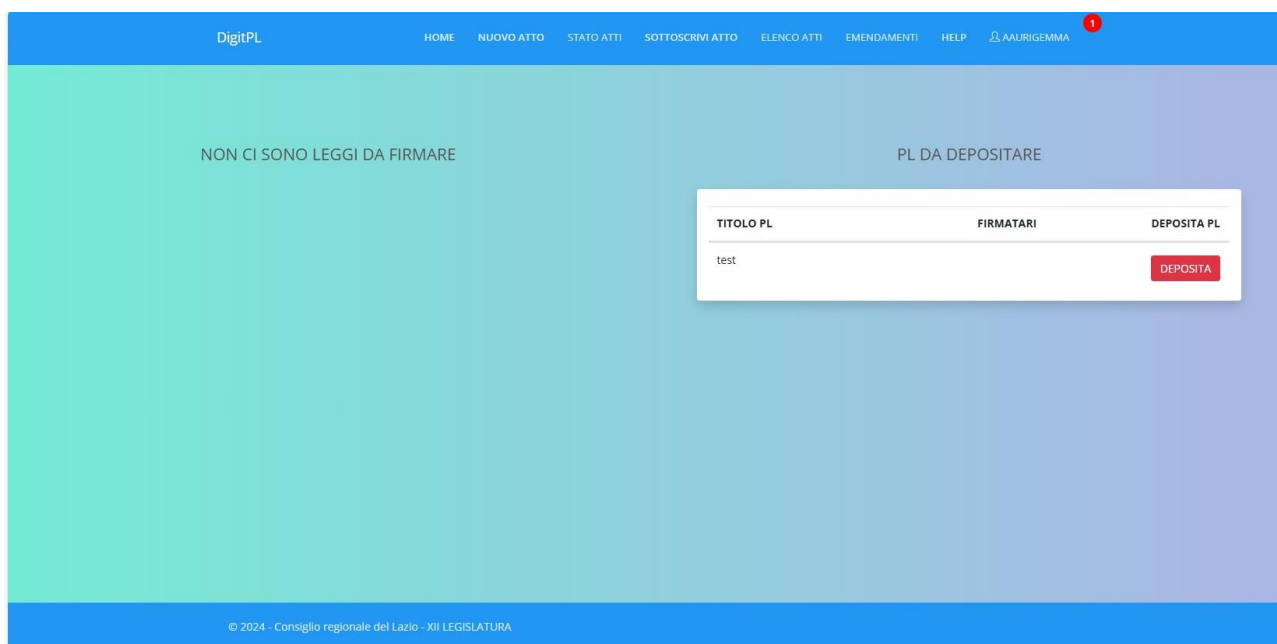 DigitPL HOME NUOVO ATTO STATO ATTI SOTTOSCRIVI ATTO ELENCO ATTI EMENDAMENTI HELP AAURIGEMMA 1
NON CI SONO LEGGI DA FIRMARE
PL DA DEPOSITARE
TITOLO PL FIRMATARI DEPOSITA PL
test DEPOSITA
© 2024 - Consiglio regionale del Lazio - XII LEGISLATURA